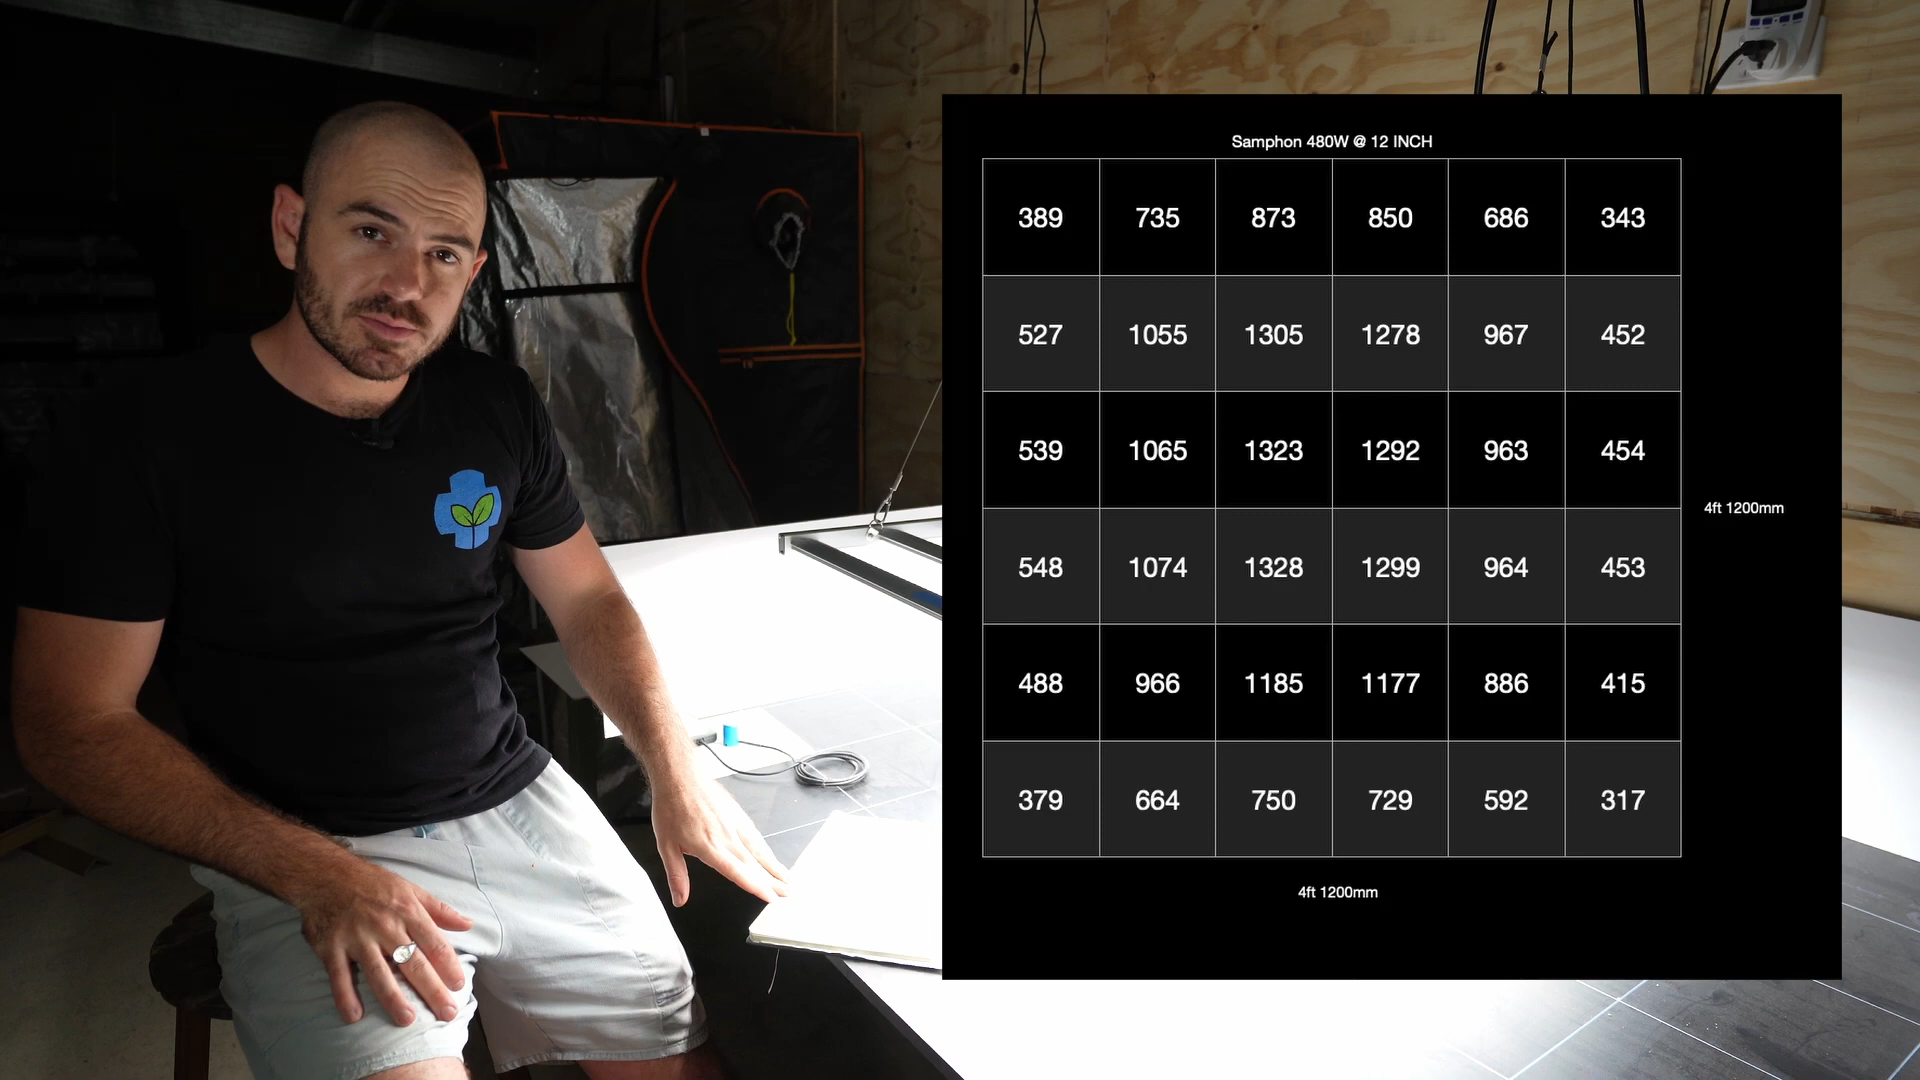 Samphon 480W @ 12 INCH
389 735 873 850 686 343
527 1055 1305 1278 967 452
539 1065 1323 1292 963 454
4ft 1200mm
548 1074 1328 1299 964 453
488 966 1185 1177 886 415
379 664 750 729 592 317
4ft 1200mm